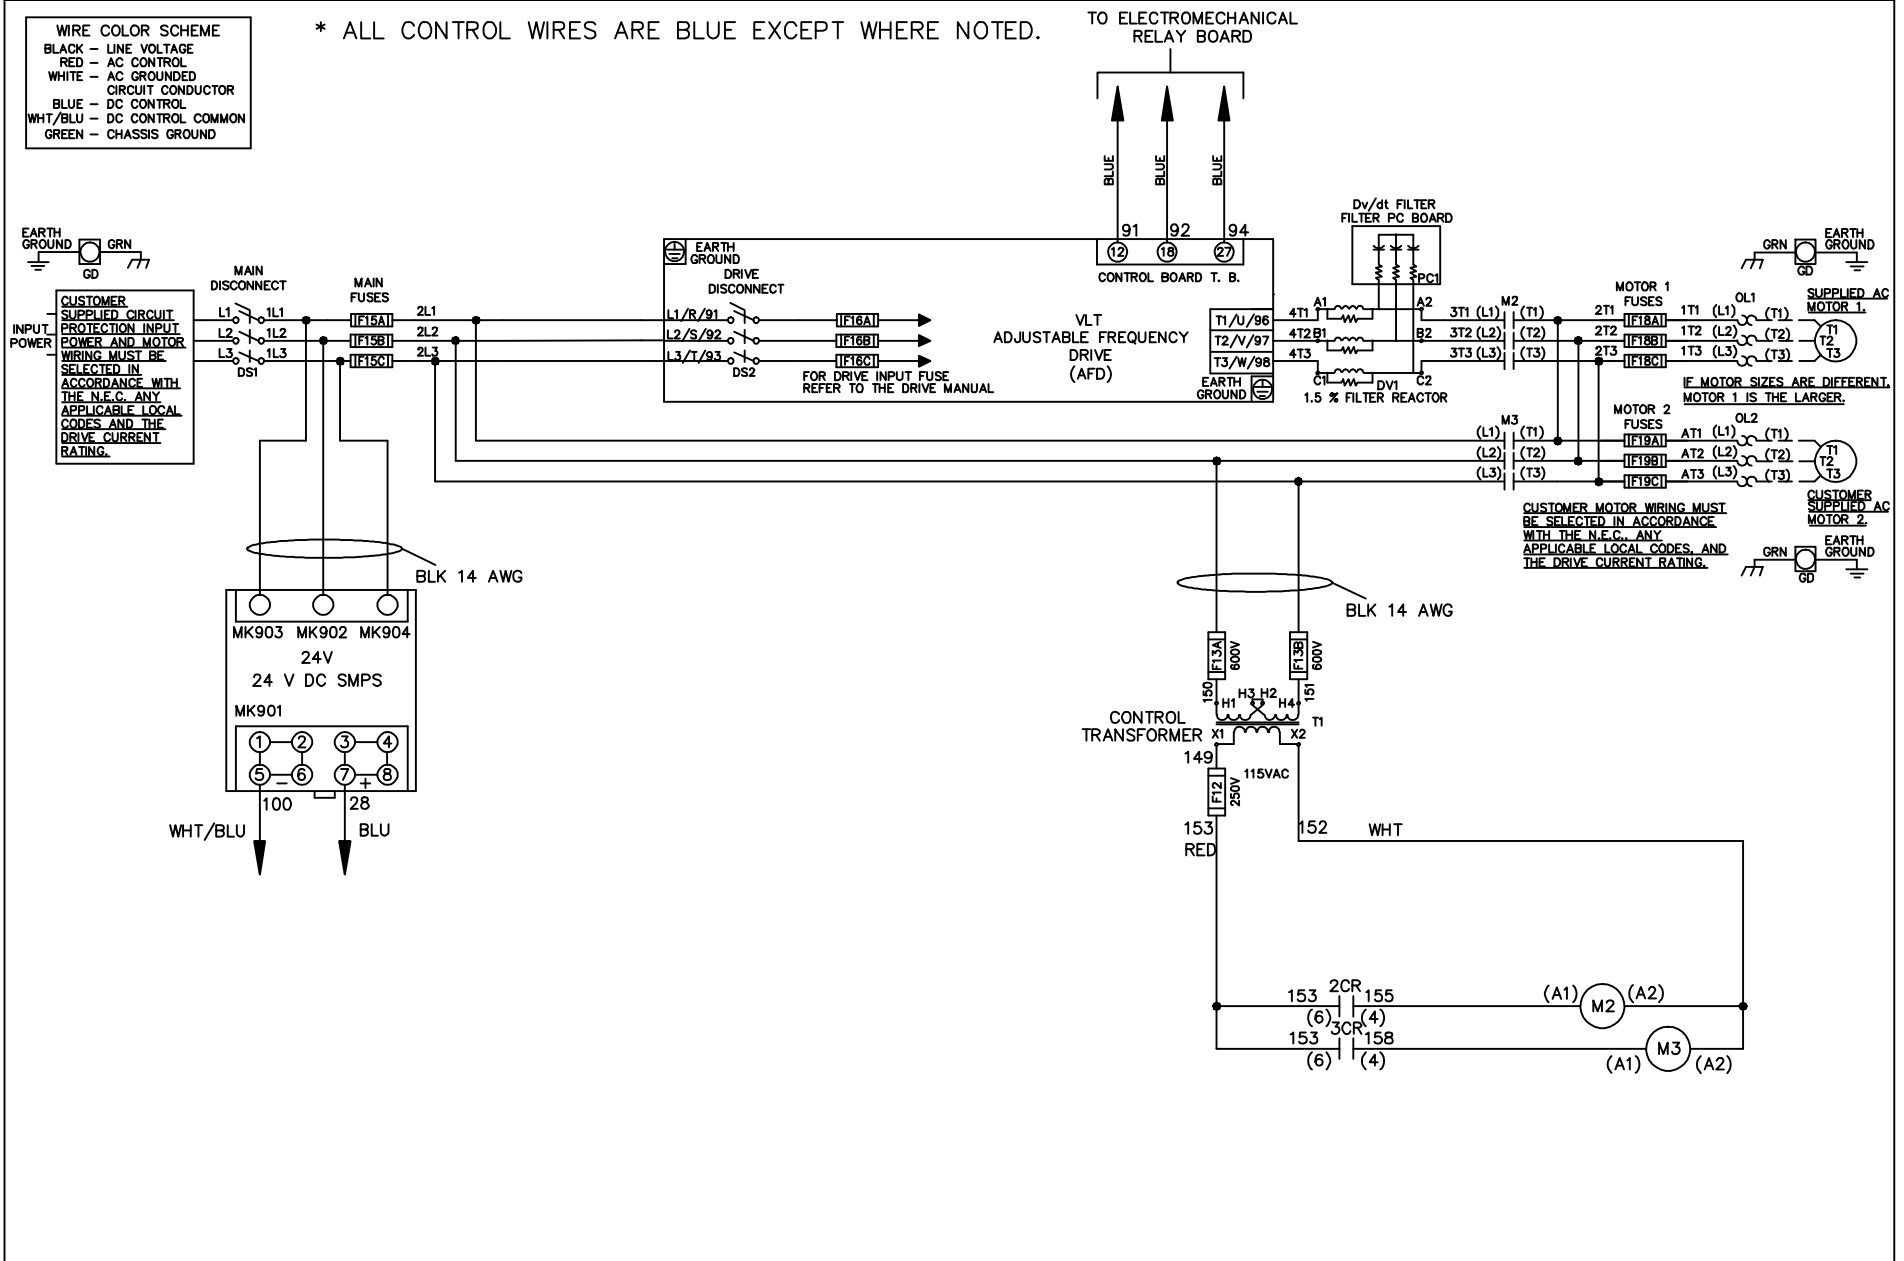 WIRE COLOR SCHEME
BLACK – LINE VOLTAGE
RED – AC CONTROL
WHITE – AC GROUNDED
CIRCUIT CONDUCTOR
BLUE – DC CONTROL
WHT/BLU – DC CONTROL COMMON
GREEN – CHASSIS GROUND
* ALL CONTROL WIRES ARE BLUE EXCEPT WHERE NOTED.
TO ELECTROMECHANICAL
RELAY BOARD
BLUE
BLUE
BLUE
91
92
94
12
18
27
CONTROL BOARD T. B.
EARTH
GROUND
GRN
GD
INPUT
POWER
CUSTOMER
SUPPLIED CIRCUIT
PROTECTION INPUT
POWER AND MOTOR
WIRING MUST BE
SELECTED IN
ACCORDANCE WITH
THE N.E.C. ANY
APPLICABLE LOCAL
CODES AND THE
DRIVE CURRENT
RATING.
MAIN
DISCONNECT
L1 1L1
L2 1L2
L3 1L3
DS1
MAIN
FUSES
F15A
F15B
F15C
2L1
2L2
2L3
EARTH
GROUND
DRIVE
DISCONNECT
L1/R/91
L2/S/92
L3/T/93
DS2
F16A
F16B
F16C
FOR DRIVE INPUT FUSE
REFER TO THE DRIVE MANUAL
VLT
ADJUSTABLE FREQUENCY
DRIVE
(AFD)
T1/U/96
T2/V/97
T3/W/98
EARTH
GROUND
4T1
4T2
4T3
Dv/dt FILTER
FILTER PC BOARD
PC1
A1 A2
B1 B2
C1 C2
DV1
1.5 % FILTER REACTOR
M2
3T1 (L1) (T1)
3T2 (L2) (T2)
3T3 (L3) (T3)
MOTOR 1
FUSES
2T1 F18A 1T1 (L1)
2T2 F18B 1T2 (L2)
2T3 F18C 1T3 (L3)
OL1
(T1)
(T2)
(T3)
GRN
GD
EARTH
GROUND
SUPPLIED AC
MOTOR 1.
T1
T2
T3
IF MOTOR SIZES ARE DIFFERENT,
MOTOR 1 IS THE LARGER.
M3
(L1) (T1)
(L2) (T2)
(L3) (T3)
MOTOR 2
FUSES
F19A AT1 (L1)
F19B AT2 (L2)
F19C AT3 (L3)
OL2
(T1)
(T2)
(T3)
T1
T2
T3
CUSTOMER
SUPPLIED AC
MOTOR 2.
CUSTOMER MOTOR WIRING MUST
BE SELECTED IN ACCORDANCE
WITH THE N.E.C., ANY
APPLICABLE LOCAL CODES, AND
THE DRIVE CURRENT RATING.
GRN
GD
EARTH
GROUND
BLK 14 AWG
MK903 MK902 MK904
24V
24 V DC SMPS
MK901
1 2 3 4
5 6 7 8
– +
100
28
WHT/BLU
BLU
BLK 14 AWG
F13A
600V
F13B
600V
150
151
H1 H3 H2 H4
T1
CONTROL
TRANSFORMER
X1 X2
149
115VAC
F12
250V
153
RED
152
WHT
153 2CR 155
(6) (4)
(A1) M2 (A2)
153 3CR 158
(6) (4)
(A1) M3 (A2)